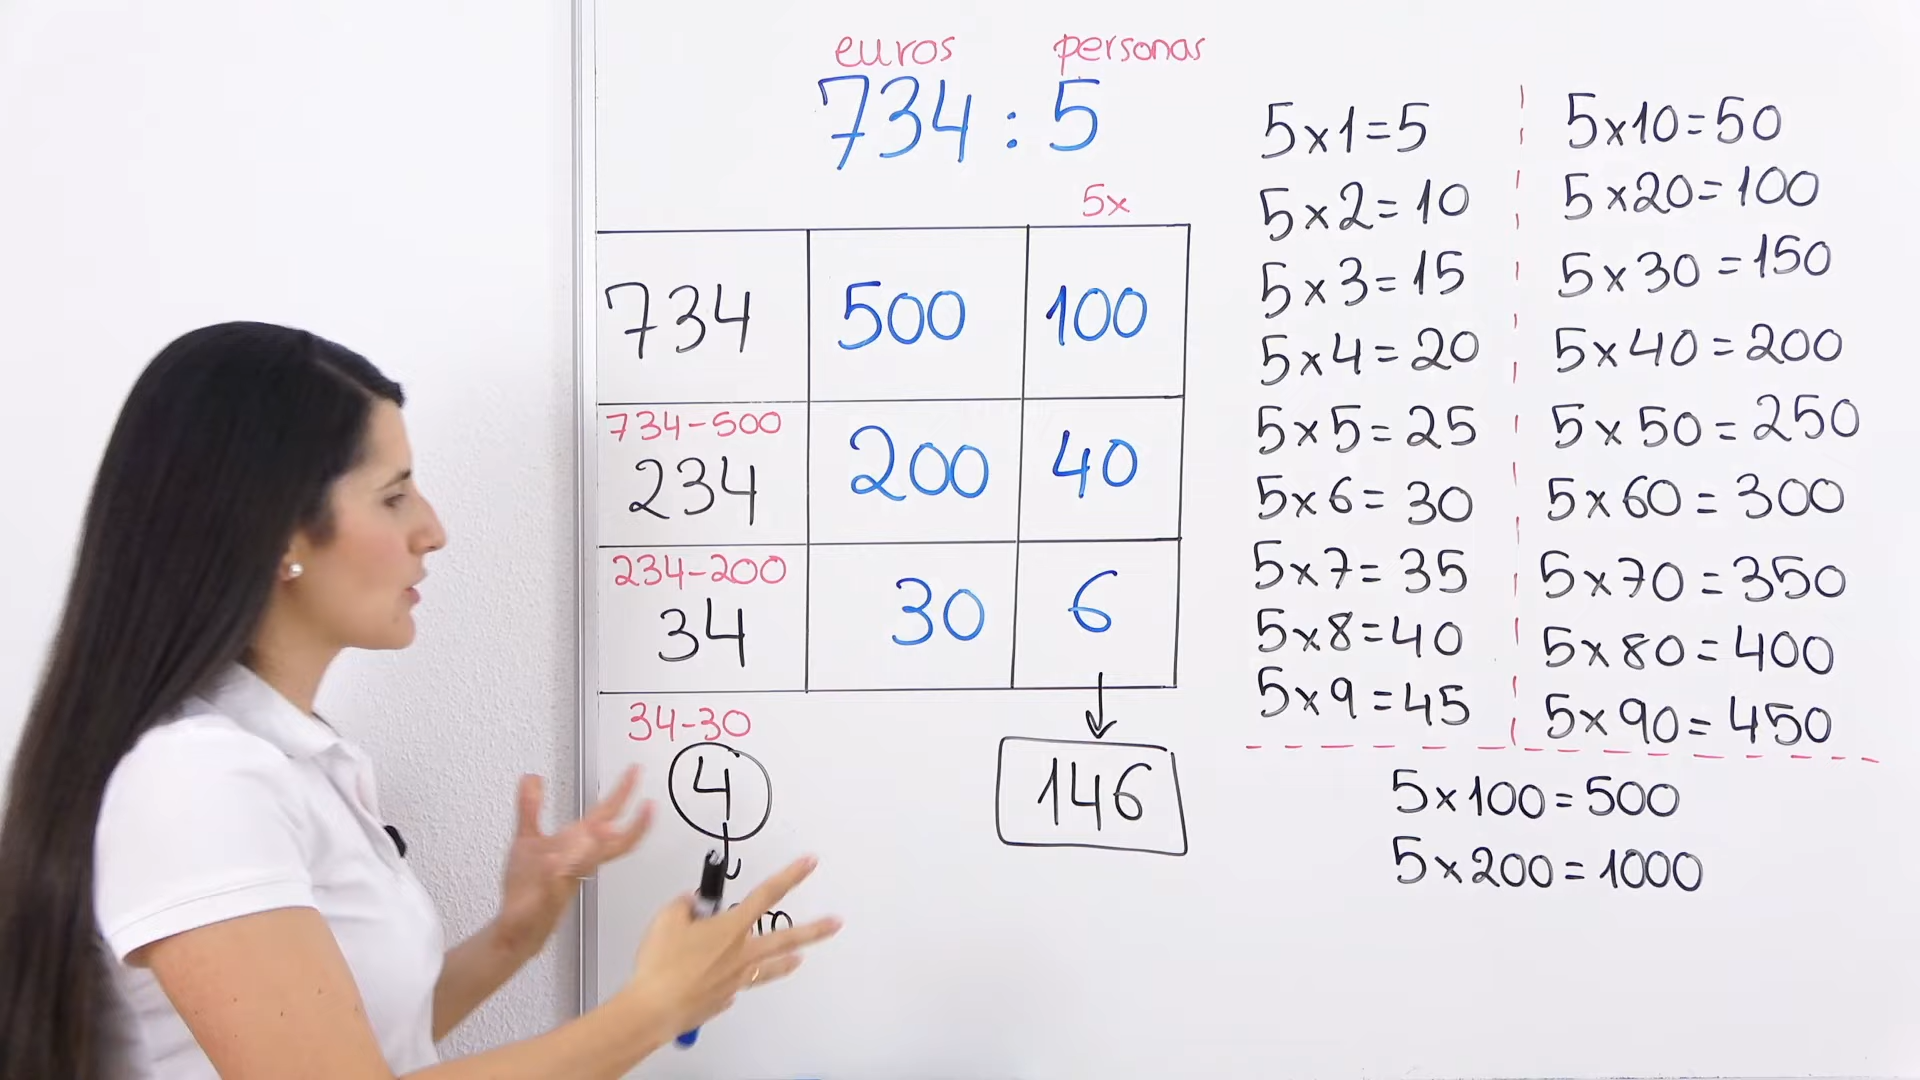 euros personas
734 : 5
5x
734 500 100
734-500
234 200 40
234-200
34 30 6
34-30
4 146
5x1=5
5x2=10
5x3=15
5x4=20
5x5=25
5x6=30
5x7=35
5x8=40
5x9=45
5x10=50
5x20=100
5x30=150
5x40=200
5x50=250
5x60=300
5x70=350
5x80=400
5x90=450
5x100=500
5x200=1000